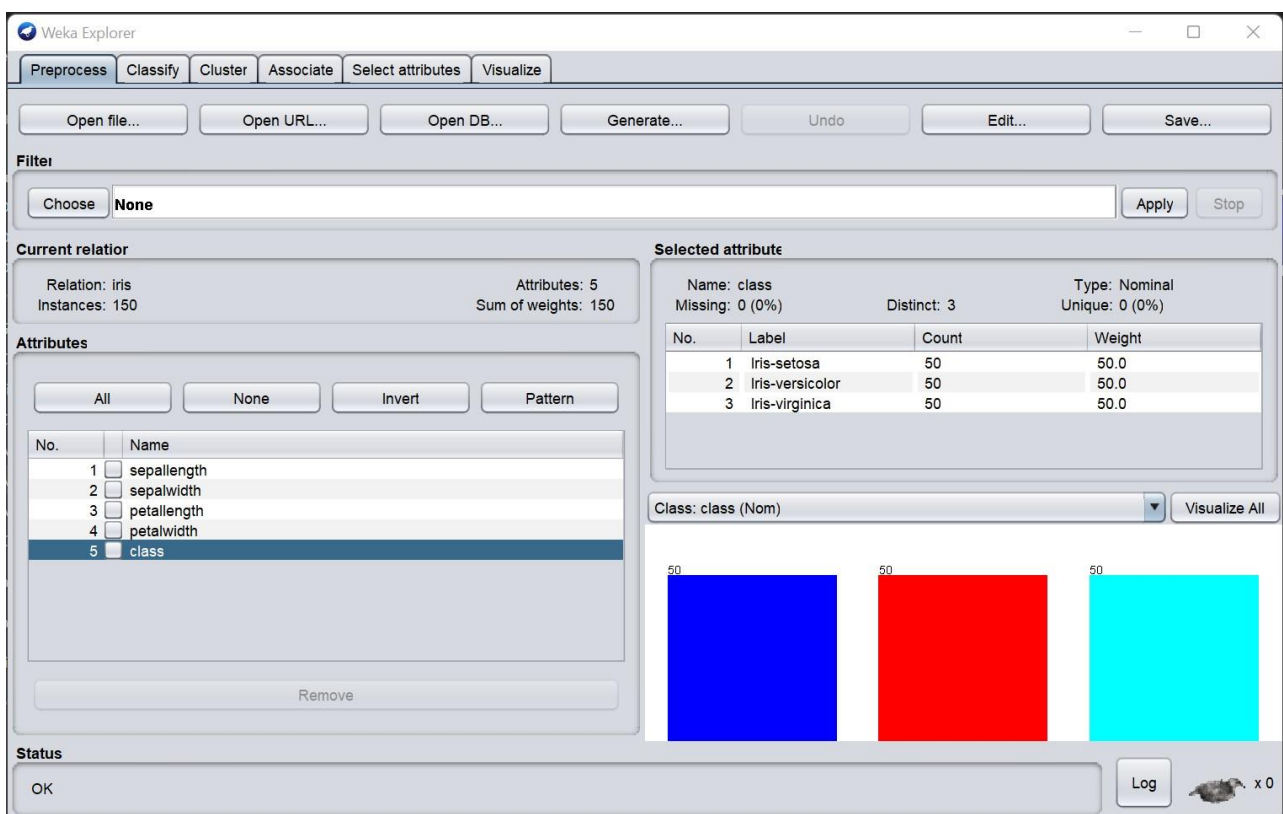 Weka Explorer
Preprocess Classify Cluster Associate Select attributes Visualize
Open file... Open URL... Open DB... Generate... Undo Edit... Save...
Filter
Choose None Apply Stop
Current relation
Relation: iris Attributes: 5
Instances: 150 Sum of weights: 150
Attributes
All None Invert Pattern
No. Name
1 sepallength
2 sepalwidth
3 petallength
4 petalwidth
5 class
Remove
Selected attribute
Name: class Type: Nominal
Missing: 0 (0%) Distinct: 3 Unique: 0 (0%)
No. Label Count Weight
1 Iris-setosa 50 50.0
2 Iris-versicolor 50 50.0
3 Iris-virginica 50 50.0
Class: class (Nom) Visualize All
50 50 50
Status
OK Log x 0